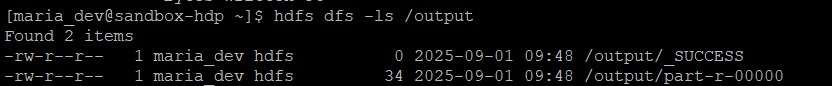 [maria_dev@sandbox-hdp ~]$ hdfs dfs -ls /output
Found 2 items
-rw-r--r--   1 maria_dev hdfs          0 2025-09-01 09:48 /output/_SUCCESS
-rw-r--r--   1 maria_dev hdfs         34 2025-09-01 09:48 /output/part-r-00000